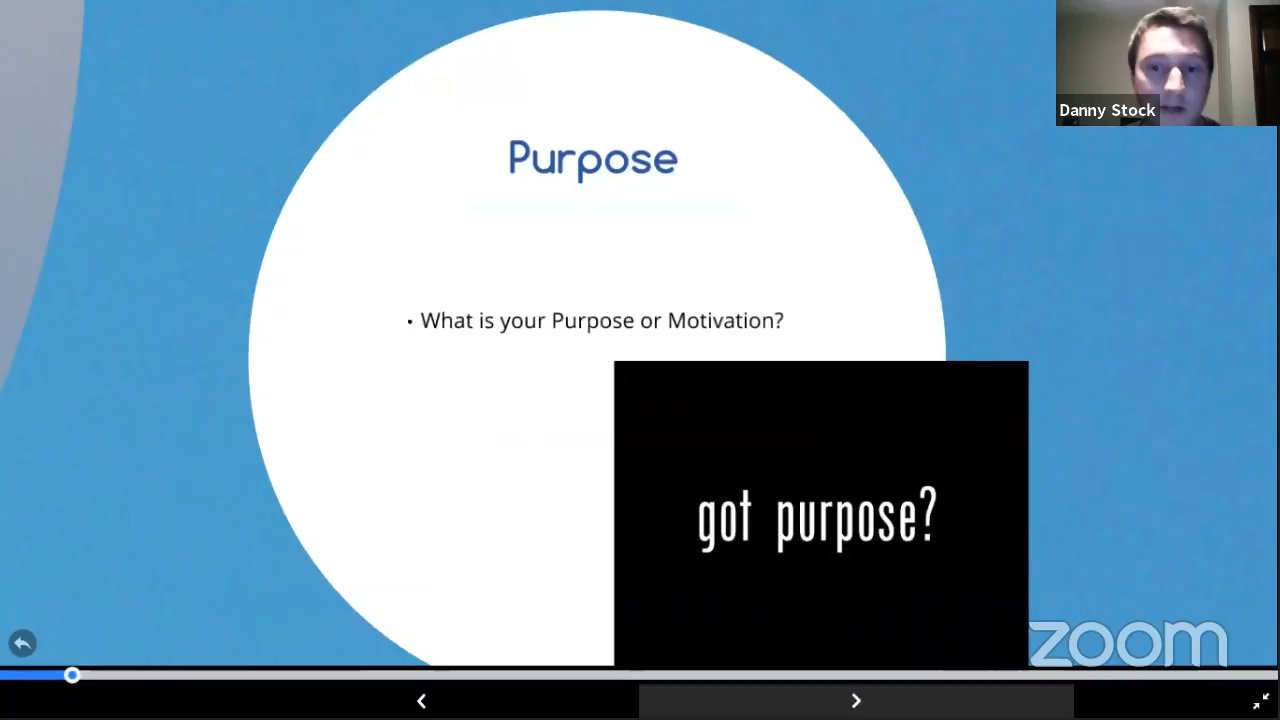 Danny Stock
Purpose
• What is your Purpose or Motivation?
got purpose?
zoom